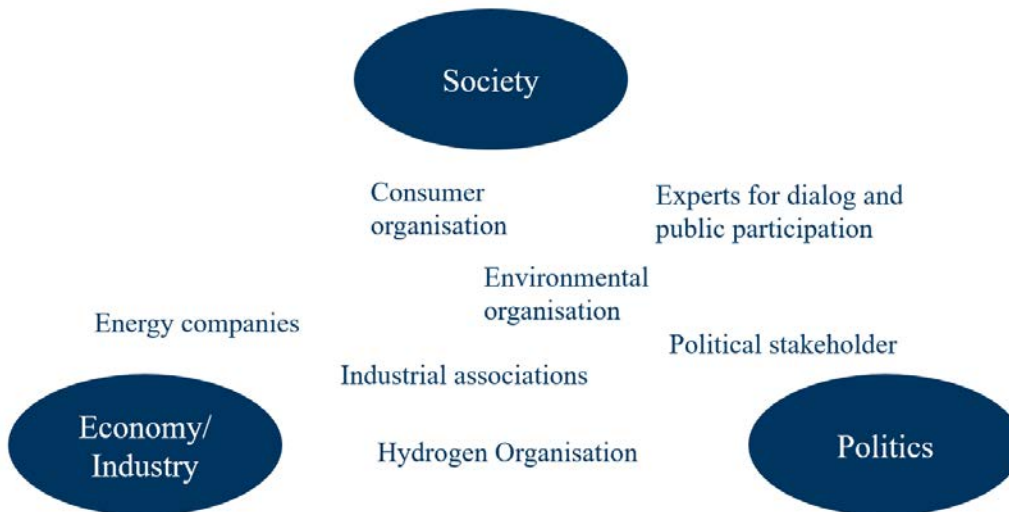 Society
Consumer
organisation
Experts for dialog and
public participation
Environmental
organisation
Energy companies
Political stakeholder
Industrial associations
Economy/
Industry
Hydrogen Organisation
Politics